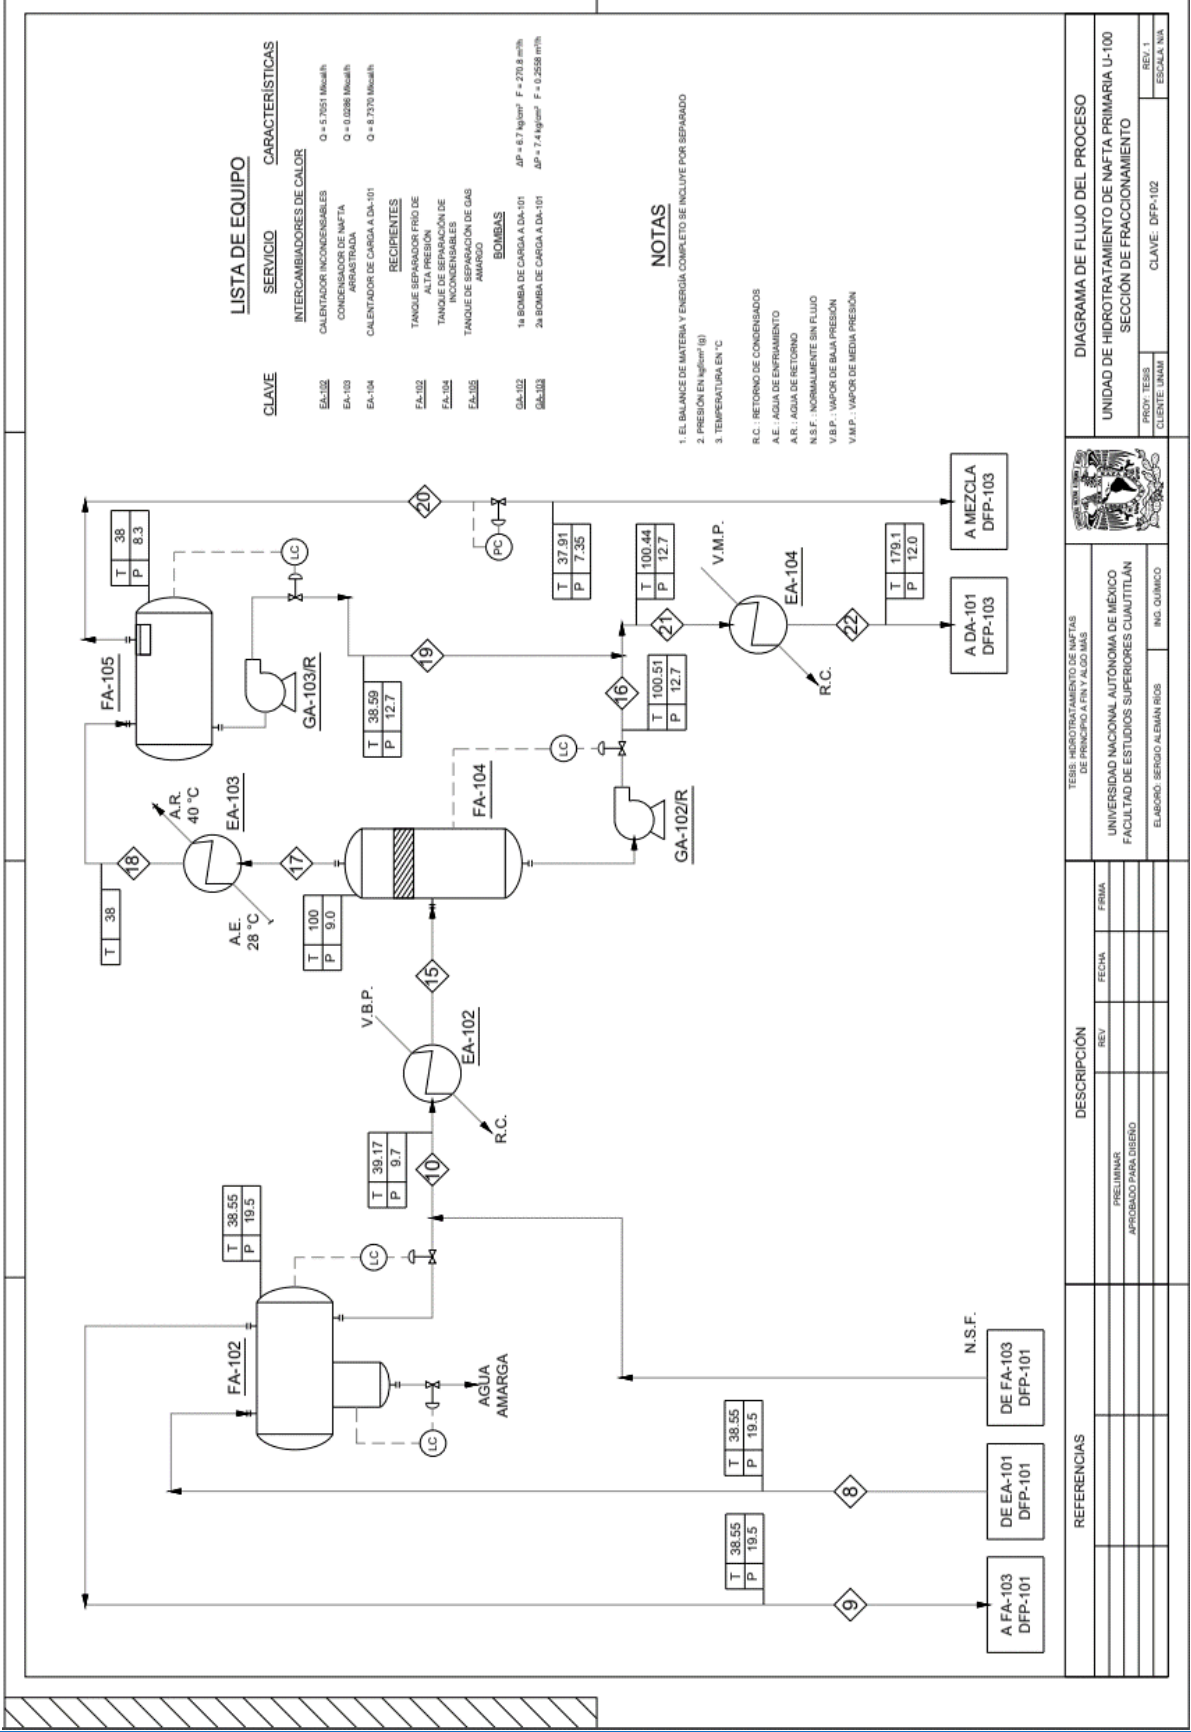 LISTA DE EQUIPO
CLAVE SERVICIO CARACTERÍSTICAS
INTERCAMBIADORES DE CALOR
EA-102 CALENTADOR INCONDENSABLES Q = 5.7051 Mkcal/h
EA-103 CONDENSADOR DE NAFTA ARRASTRADA Q = 0.0286 Mkcal/h
EA-104 CALENTADOR DE CARGA A DA-101 Q = 8.7370 Mkcal/h
RECIPIENTES
FA-102 TANQUE SEPARADOR FRÍO DE ALTA PRESIÓN
FA-104 TANQUE DE SEPARACIÓN DE INCONDENSABLES
FA-105 TANQUE DE SEPARACIÓN DE GAS AMARGO
BOMBAS
GA-102 1a BOMBA DE CARGA A DA-101 ΔP = 6.7 kg/cm² F = 270.8 m³/h
GA-103 2a BOMBA DE CARGA A DA-101 ΔP = 7.4 kg/cm² F = 0.2558 m³/h
NOTAS
1. EL BALANCE DE MATERIA Y ENERGÍA COMPLETO SE INCLUYE POR SEPARADO
2. PRESIÓN EN kgf/cm² (g)
3. TEMPERATURA EN °C
R.C. : RETORNO DE CONDENSADOS
A.E. : AGUA DE ENFRIAMIENTO
A.R. : AGUA DE RETORNO
N.S.F. : NORMALMENTE SIN FLUJO
V.B.P. : VAPOR DE BAJA PRESIÓN
V.M.P. : VAPOR DE MEDIA PRESIÓN
FA-102
T 38.55
P 19.5
LC
LC
AGUA
AMARGA
10
T 39.17
P 9.7
EA-102
V.B.P.
R.C.
15
FA-104
T 100
P 9.0
LC
17
EA-103
A.E.
28 °C
A.R.
40 °C
18
T 38
FA-105
T 38
P 8.3
LC
GA-103/R
19
T 38.59
P 12.7
GA-102/R
16
T 100.51
P 12.7
20
PC
T 37.91
P 7.35
21
T 100.44
P 12.7
V.M.P.
EA-104
R.C.
22
T 179.1
P 12.0
8
T 38.55
P 19.5
9
T 38.55
P 19.5
N.S.F.
A FA-103
DFP-101
DE EA-101
DFP-101
DE FA-103
DFP-101
A DA-101
DFP-103
A MEZCLA
DFP-103
REFERENCIAS
DESCRIPCIÓN
REV FECHA FIRMA
PRELIMINAR
APROBADO PARA DISEÑO
TESIS: HIDROTRATAMIENTO DE NAFTAS
DE PRINCIPIO A FIN Y ALGO MÁS
UNIVERSIDAD NACIONAL AUTÓNOMA DE MÉXICO
FACULTAD DE ESTUDIOS SUPERIORES CUAUTITLÁN
ELABORÓ: SERGIO ALEMÁN RÍOS ING. QUÍMICO
DIAGRAMA DE FLUJO DEL PROCESO
UNIDAD DE HIDROTRATAMIENTO DE NAFTA PRIMARIA U-100
SECCIÓN DE FRACCIONAMIENTO
PROY: TESIS
CLIENTE: UNAM
CLAVE: DFP-102
REV. 1
ESCALA: N/A